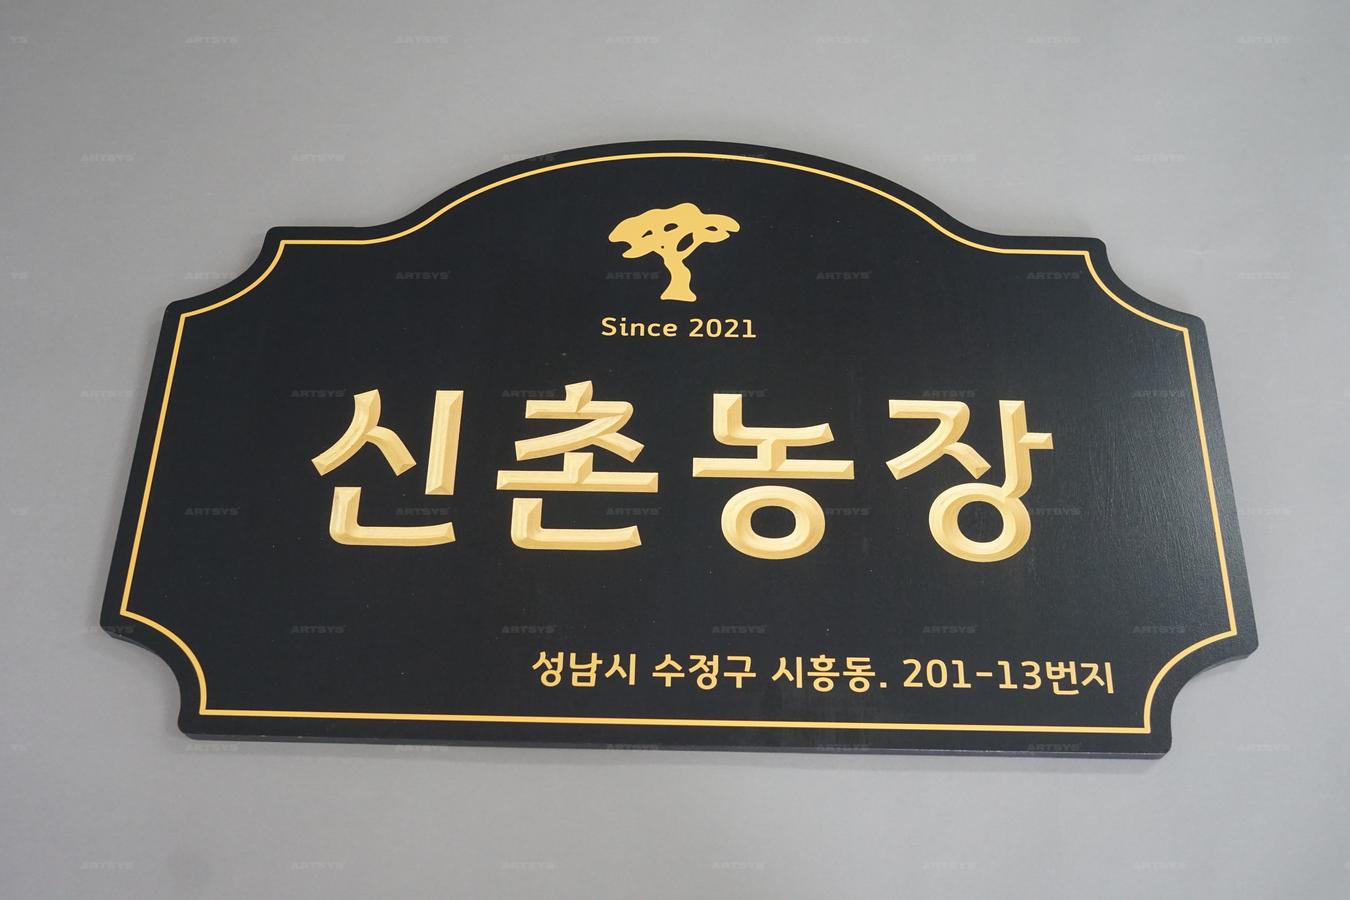 Since 2021
신촌농장
성남시 수정구 시흥동. 201-13번지
ARTSYS